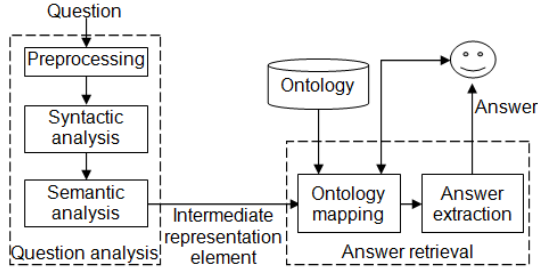 Question
Preprocessing
Syntactic
analysis
Semantic
analysis
Question analysis
Intermediate
representation
element
Ontology
Ontology
mapping
Answer
extraction
Answer
Answer retrieval